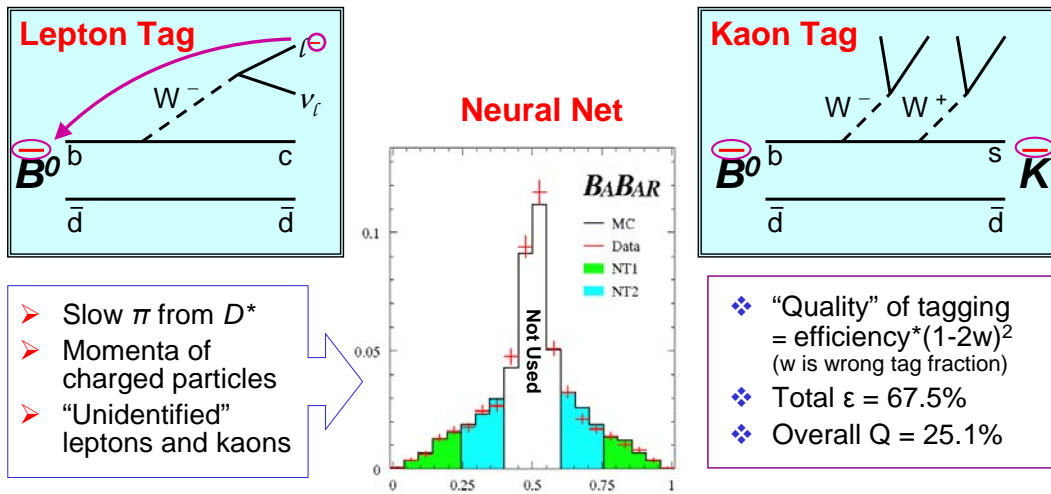 Lepton Tag
ℓ −
W −
ν ℓ
b c
B⁰
d̄ d̄
Slow π from D*
Momenta of
charged particles
"Unidentified"
leptons and kaons
Neural Net
BABAR
MC
Data
NT1
NT2
Not Used
0.1
0.05
0
0 0.25 0.5 0.75 1
Kaon Tag
W − W +
b s
B⁰ K
d̄ d̄
"Quality" of tagging
= efficiency*(1-2w)²
(w is wrong tag fraction)
Total ε = 67.5%
Overall Q = 25.1%